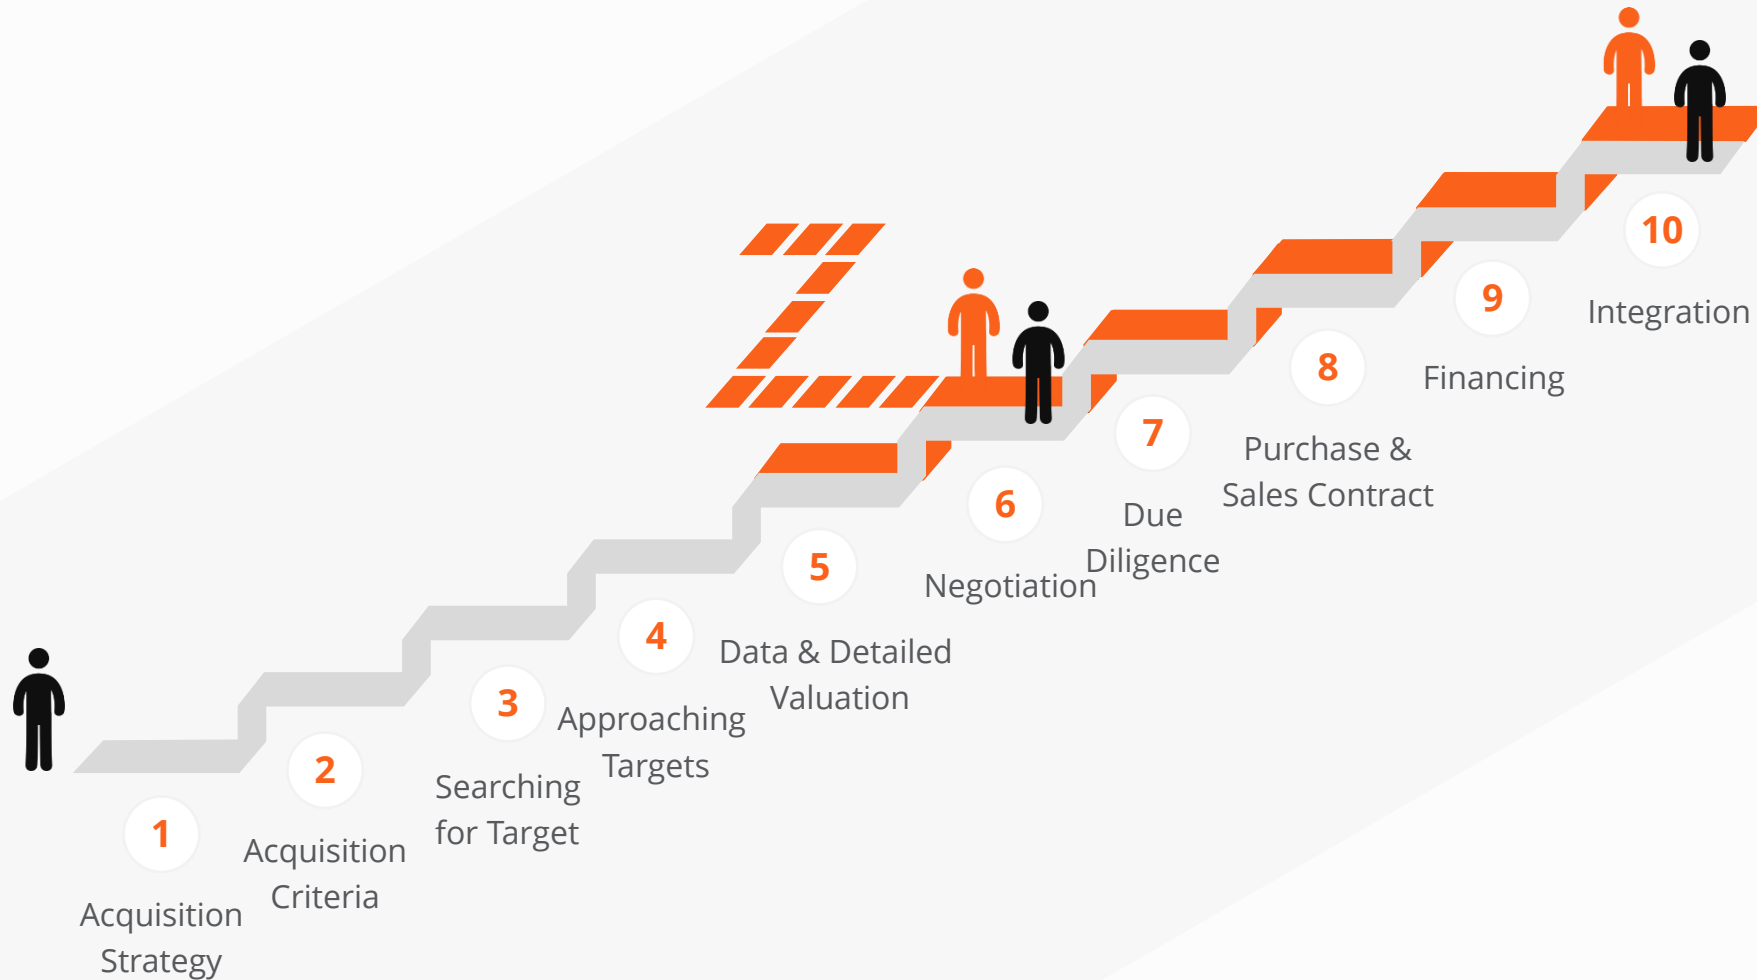 1
Acquisition
Strategy
2
Acquisition
Criteria
3
Searching
for Target
4
Approaching
Targets
5
Data & Detailed
Valuation
6
Negotiation
7
Due
Diligence
8
Purchase &
Sales Contract
9
Financing
10
Integration